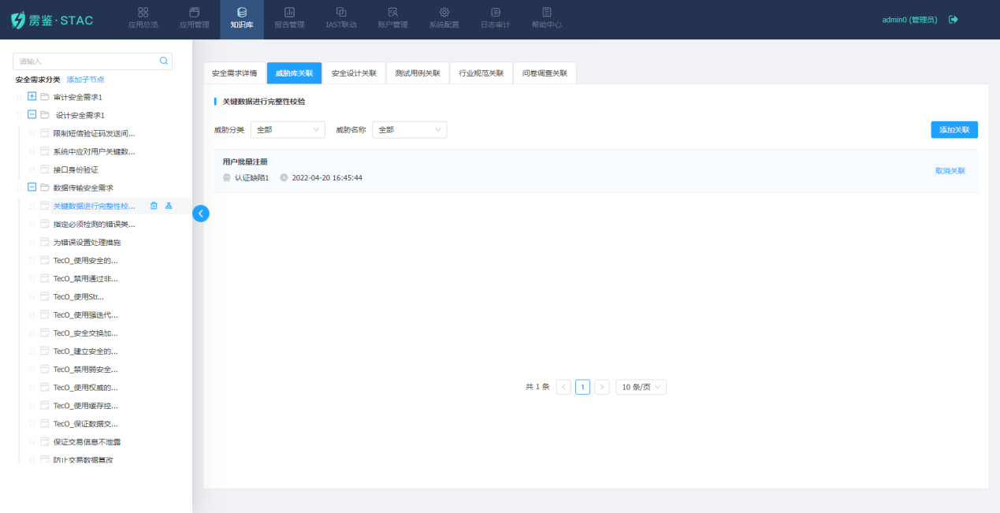 雳鉴·STAC
应用总览
应用管理
知识库
报告管理
IAST联动
账户管理
系统配置
日志审计
帮助中心
admin0 (管理员)
请输入
安全需求分类 添加子节点
审计安全需求1
设计安全需求1
限制短信验证码发送间...
系统中应对用户关键数...
接口身份验证
数据传输安全需求
关键数据进行完整性校...
指定必须检测的错误类...
为错误设置处理措施
TecO_使用安全的...
TecO_禁用通过非...
TecO_使用Str...
TecO_使用强迭代...
TecO_安全交换加...
TecO_建立安全的...
TecO_禁用弱安全...
TecO_使用权威的...
TecO_使用缓存控...
TecO_保证数据交...
保证交易信息不泄露
防止交易数据篡改
安全需求详情
威胁库关联
安全设计关联
测试用例关联
行业规范关联
问卷调查关联
关键数据进行完整性校验
威胁分类 全部 威胁名称 全部 添加关联
用户批量注册
认证缺陷1 2022-04-20 16:45:44
取消关联
共 1 条 < 1 > 10 条/页